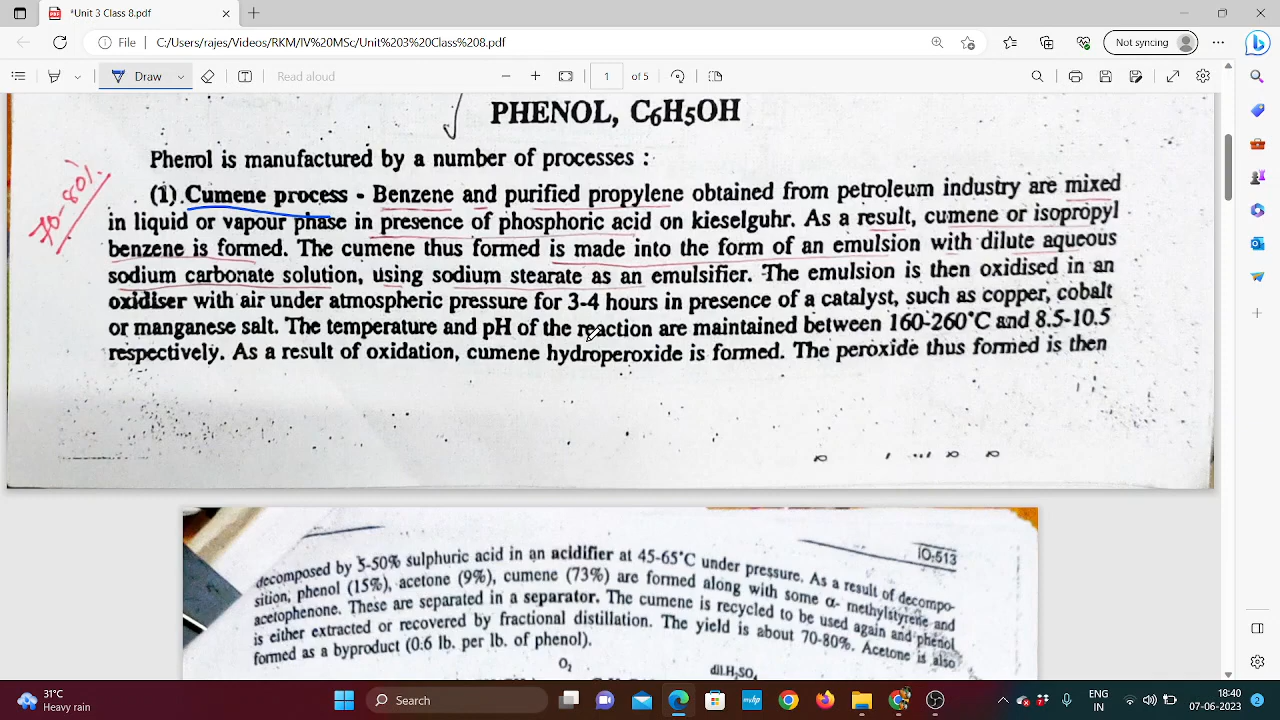 *Unit 3 Class 8.pdf
File C:/Users/rajes/Videos/RKM/IV%20MSc/Unit%203%20Class%208.pdf
Not syncing
Draw
Read aloud
1 of 5
PHENOL, C6H5OH
Phenol is manufactured by a number of processes :
(1) Cumene process - Benzene and purified propylene obtained from petroleum industry are mixed
in liquid or vapour phase in presence of phosphoric acid on kieselguhr. As a result, cumene or isopropyl
benzene is formed. The cumene thus formed is made into the form of an emulsion with dilute aqueous
sodium carbonate solution, using sodium stearate as an emulsifier. The emulsion is then oxidised in an
oxidiser with air under atmospheric pressure for 3-4 hours in presence of a catalyst, such as copper, cobalt
or manganese salt. The temperature and pH of the reaction are maintained between 160-260°C and 8.5-10.5
respectively. As a result of oxidation, cumene hydroperoxide is formed. The peroxide thus formed is then
70-80%.
IO-513
decomposed by 5-50% sulphuric acid in an acidifier at 45-65°C under pressure. As a result of decompo-
sition, phenol (15%), acetone (9%), cumene (73%) are formed along with some α- methylstyrene and
acetophenone. These are separated in a separator. The cumene is recycled to be used again and phenol
is either extracted or recovered by fractional distillation. The yield is about 70-80%. Acetone is also
formed as a byproduct (0.6 lb. per lb. of phenol).
O2 dil.H2SO4
31°C
Heavy rain
Search
ENG
IN
18:40
07-06-2023